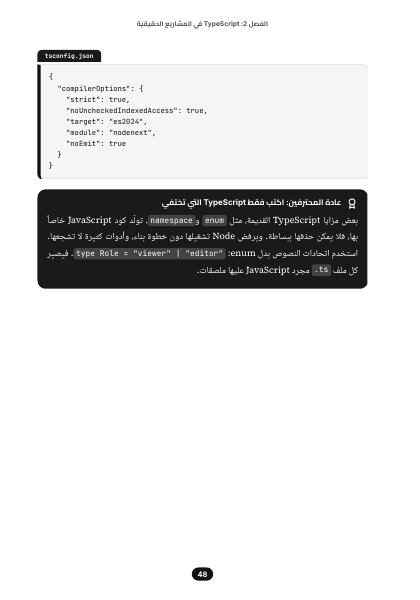 الفصل 2: TypeScript في المشاريع الحقيقية
tsconfig.json
{
  "compilerOptions": {
    "strict": true,
    "noUncheckedIndexedAccess": true,
    "target": "es2024",
    "module": "nodenext",
    "noEmit": true
  }
}
عادة المحترفين: اكتب فقط TypeScript التي تختفي
بعض مزايا TypeScript القديمة، مثل enum و namespace، تولّد كود JavaScript خاصاً
بها، فلا يمكن حذفها ببساطة. ويرفض Node تشغيلها دون خطوة بناء، وأدوات كثيرة لا تشجعها.
استخدم اتحادات النصوص بدل enum: type Role = "viewer" | "editor". فيصير
كل ملف .ts مجرد JavaScript عليها ملصقات.
48